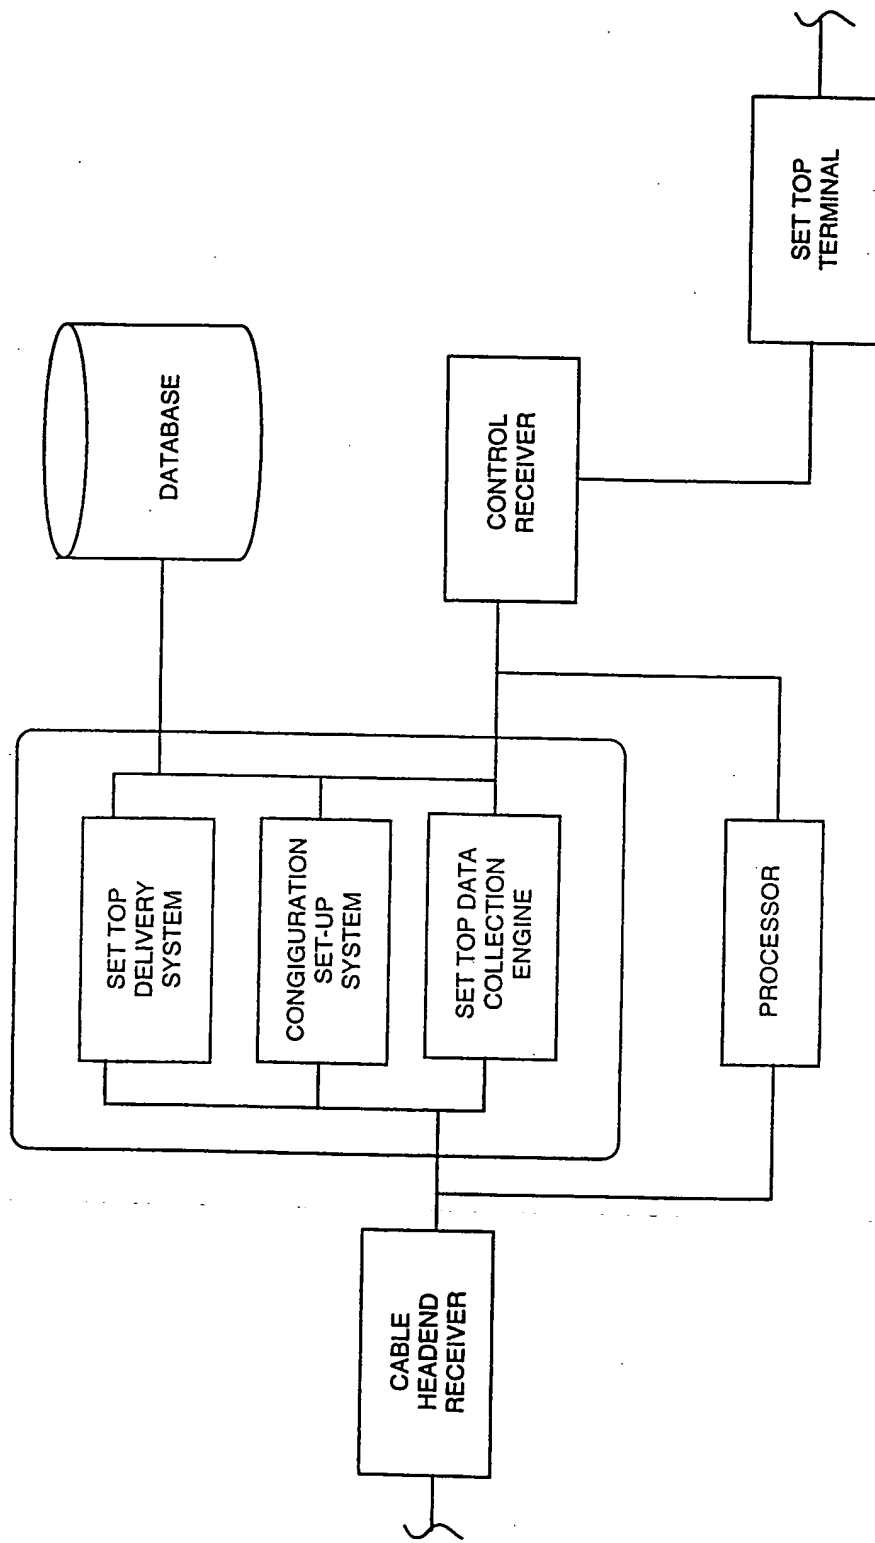 CABLE
HEADEND
RECEIVER
SET TOP
DELIVERY
SYSTEM
CONGIGURATION
SET-UP
SYSTEM
SET TOP DATA
COLLECTION
ENGINE
PROCESSOR
DATABASE
CONTROL
RECEIVER
SET TOP
TERMINAL